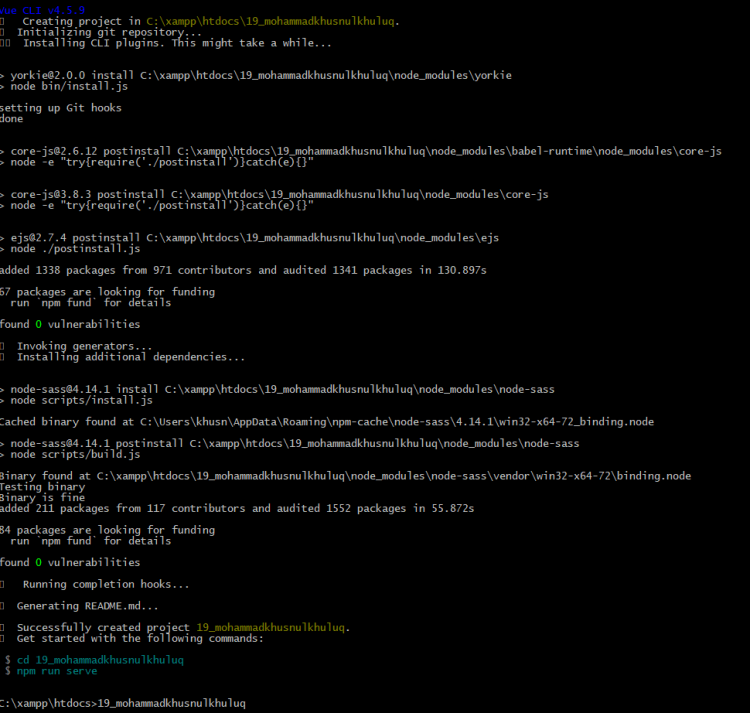 Vue CLI v4.5.9
Creating project in C:\xampp\htdocs\19_mohammadkhusnulkhuluq.
Initializing git repository...
Installing CLI plugins. This might take a while...
> yorkie@2.0.0 install C:\xampp\htdocs\19_mohammadkhusnulkhuluq\node_modules\yorkie
> node bin/install.js
setting up Git hooks
done
> core-js@2.6.12 postinstall C:\xampp\htdocs\19_mohammadkhusnulkhuluq\node_modules\babel-runtime\node_modules\core-js
> node -e "try{require('./postinstall')}catch(e){}"
> core-js@3.8.3 postinstall C:\xampp\htdocs\19_mohammadkhusnulkhuluq\node_modules\core-js
> node -e "try{require('./postinstall')}catch(e){}"
> ejs@2.7.4 postinstall C:\xampp\htdocs\19_mohammadkhusnulkhuluq\node_modules\ejs
> node ./postinstall.js
added 1338 packages from 971 contributors and audited 1341 packages in 130.897s
67 packages are looking for funding
run `npm fund` for details
found 0 vulnerabilities
Invoking generators...
Installing additional dependencies...
> node-sass@4.14.1 install C:\xampp\htdocs\19_mohammadkhusnulkhuluq\node_modules\node-sass
> node scripts/install.js
Cached binary found at C:\Users\khusn\AppData\Roaming\npm-cache\node-sass\4.14.1\win32-x64-72_binding.node
> node-sass@4.14.1 postinstall C:\xampp\htdocs\19_mohammadkhusnulkhuluq\node_modules\node-sass
> node scripts/build.js
Binary found at C:\xampp\htdocs\19_mohammadkhusnulkhuluq\node_modules\node-sass\vendor\win32-x64-72\binding.node
Testing binary
Binary is fine
added 211 packages from 117 contributors and audited 1552 packages in 55.872s
84 packages are looking for funding
run `npm fund` for details
found 0 vulnerabilities
Running completion hooks...
Generating README.md...
Successfully created project 19_mohammadkhusnulkhuluq.
Get started with the following commands:
$ cd 19_mohammadkhusnulkhuluq
$ npm run serve
C:\xampp\htdocs>19_mohammadkhusnulkhuluq